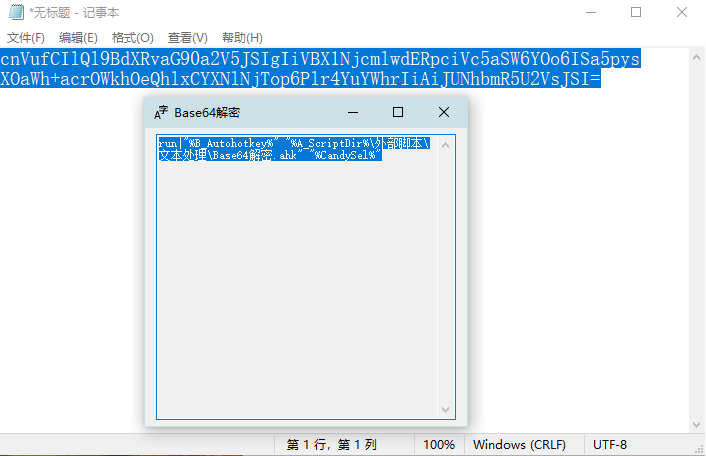 *无标题 - 记事本
文件(F) 编辑(E) 格式(O) 查看(V) 帮助(H)
cnVufCIlQl9BdXRvaG90a2V5JSIgIiVBX1NjcmlwdERpciVc5aSW6YOo6ISa5pys
XOaWh+acrOWkhOeQhlxCYXNlNjTop6Plr4YuYWhrIiAiJUNhbmR5U2VsJSI=
Base64解密
run|"%B_Autohotkey%" "%A_ScriptDir%\外部脚本\
文本处理\Base64解密.ahk" "%CandySel%"
第 1 行，第 1 列 100% Windows (CRLF) UTF-8